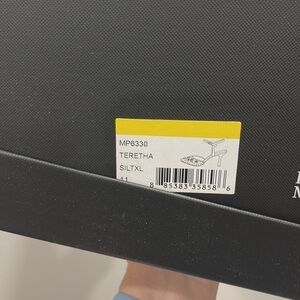 MP6330
TERETHA
SILTXL
11
8 85383 35858 6